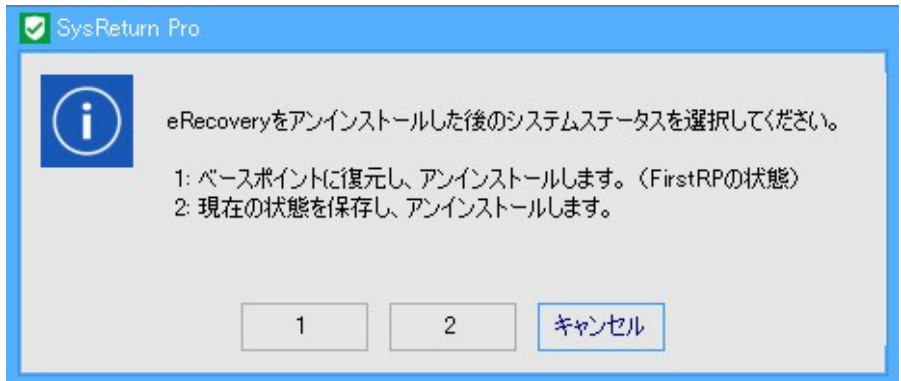 SysReturn Pro
eRecoveryをアンインストールした後のシステムステータスを選択してください。
1: ベースポイントに復元し、アンインストールします。(FirstRPの状態)
2: 現在の状態を保存し、アンインストールします。
1 2 キャンセル